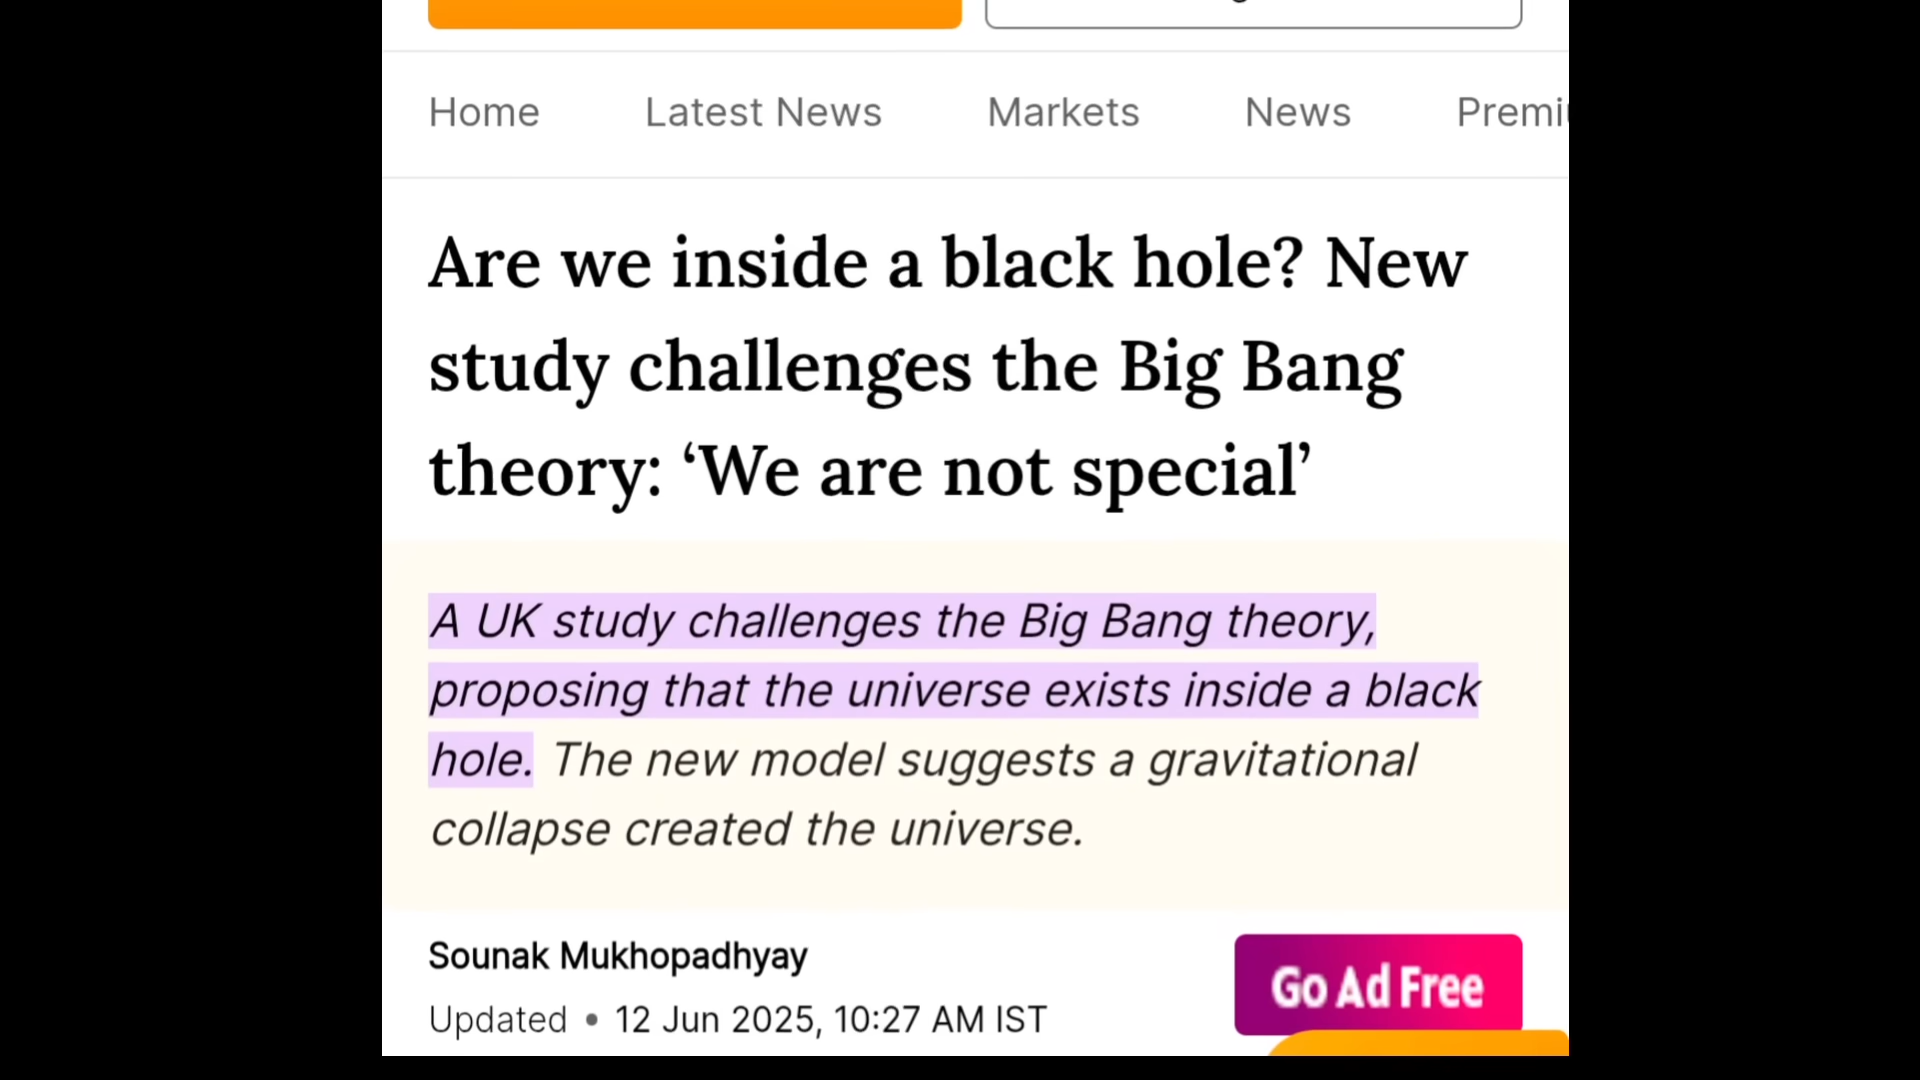 Home Latest News Markets News
Are we inside a black hole? New
study challenges the Big Bang
theory: ‘We are not special’
A UK study challenges the Big Bang theory,
proposing that the universe exists inside a black
hole. The new model suggests a gravitational
collapse created the universe.
Sounak Mukhopadhyay
Go Ad Free
Updated • 12 Jun 2025, 10:27 AM IST